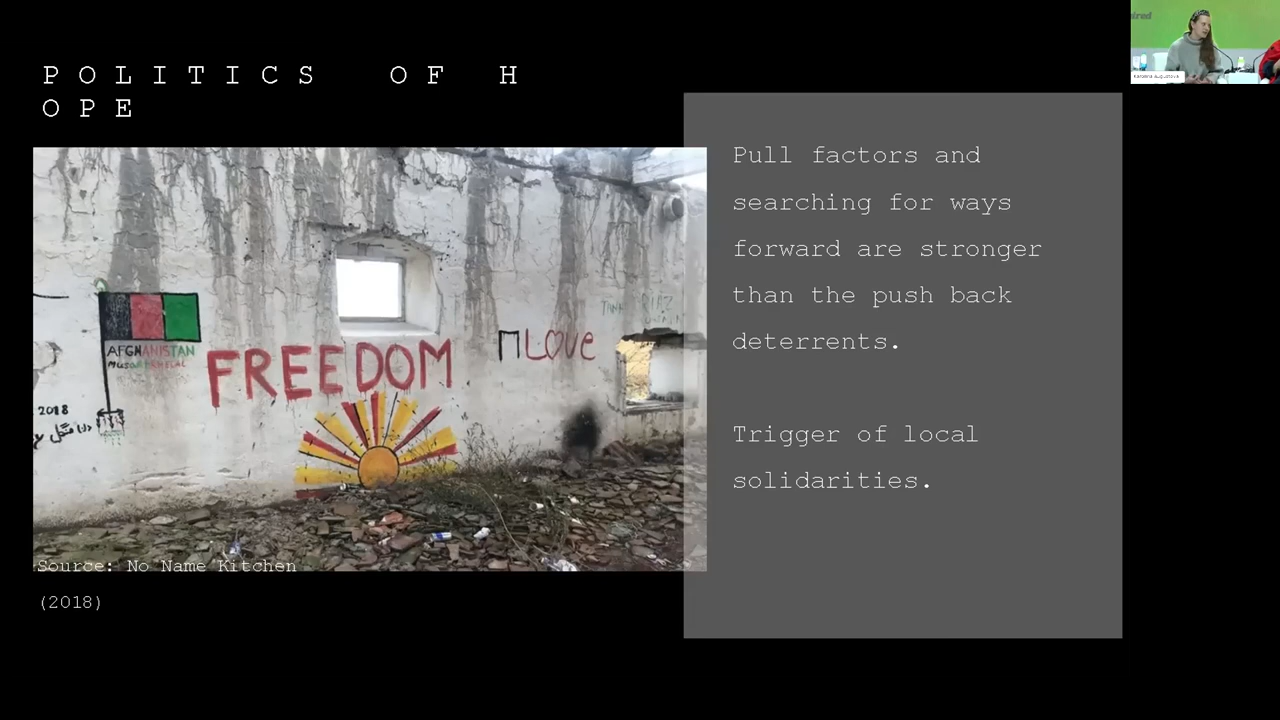 POLITICS OF H
OPE
Pull factors and
searching for ways
forward are stronger
than the push back
deterrents.
Trigger of local
solidarities.
AFGHANISTAN
FREEDOM
LOVE
2018
Source: No Name Kitchen
(2018)